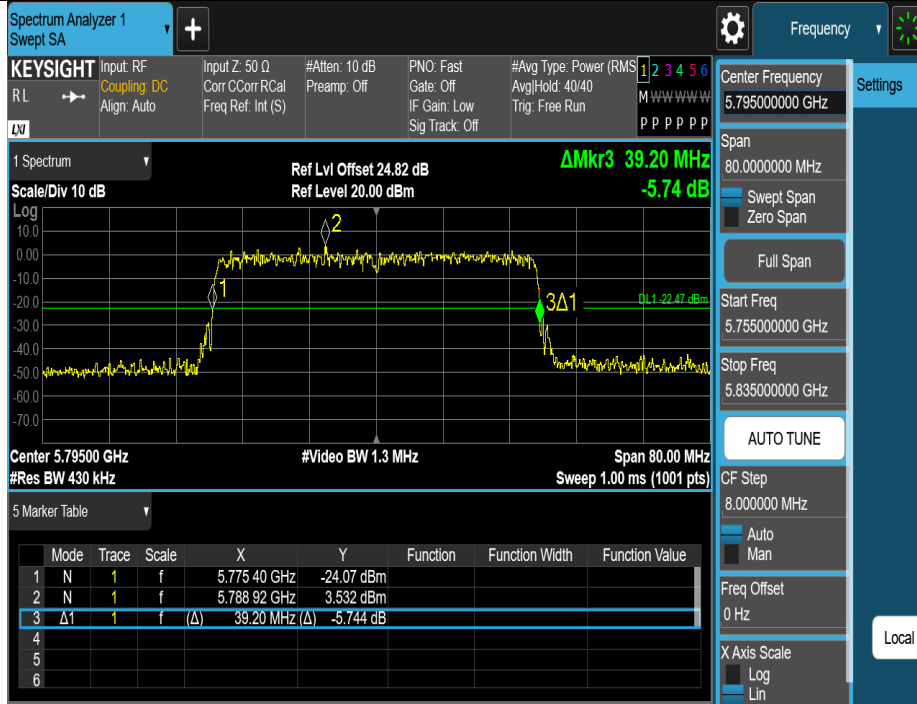 Spectrum Analyzer 1
Swept SA
Frequency
KEYSIGHT
R L
LXI
Input: RF
Coupling: DC
Align: Auto
Input Z: 50 Ω
Corr CCorr RCal
Freq Ref: Int (S)
#Atten: 10 dB
Preamp: Off
PNO: Fast
Gate: Off
IF Gain: Low
Sig Track: Off
#Avg Type: Power (RMS
Avg|Hold: 40/40
Trig: Free Run
1 2 3 4 5 6
M W W W W W
P P P P P P
Center Frequency
5.795000000 GHz
Settings
Span
80.0000000 MHz
Swept Span
Zero Span
Full Span
Start Freq
5.755000000 GHz
Stop Freq
5.835000000 GHz
AUTO TUNE
CF Step
8.000000 MHz
Auto
Man
Freq Offset
0 Hz
Local
X Axis Scale
Log
Lin
1 Spectrum
Scale/Div 10 dB
Ref Lvl Offset 24.82 dB
Ref Level 20.00 dBm
ΔMkr3 39.20 MHz
-5.74 dB
Log
10.0
0.00
-10.0
-20.0
-30.0
-40.0
-50.0
-60.0
-70.0
2
1
3Δ1
DL1 -22.47 dBm
Center 5.79500 GHz
#Res BW 430 kHz
#Video BW 1.3 MHz
Span 80.00 MHz
Sweep 1.00 ms (1001 pts)
5 Marker Table
Mode Trace Scale X Y Function Function Width Function Value
1 N 1 f 5.775 40 GHz -24.07 dBm
2 N 1 f 5.788 92 GHz 3.532 dBm
3 Δ1 1 f (Δ) 39.20 MHz (Δ) -5.744 dB
4
5
6